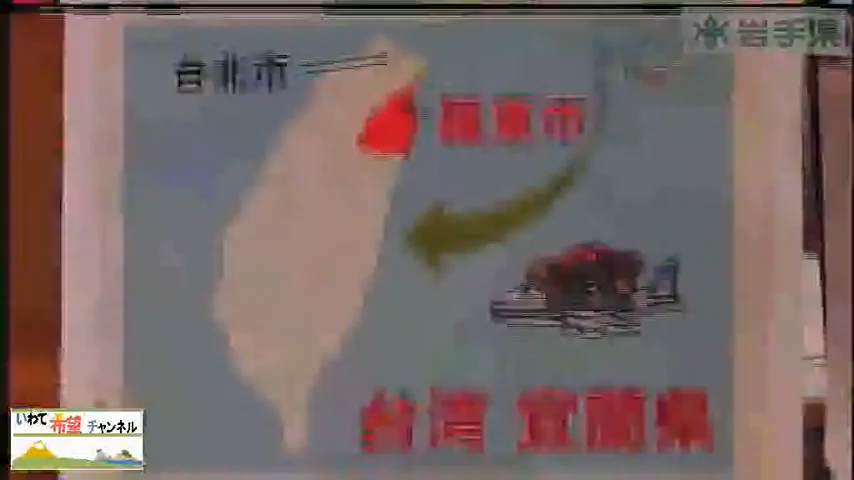 岩手県
台北市
羅東市
台湾 宜蘭県
いわて希望チャンネル